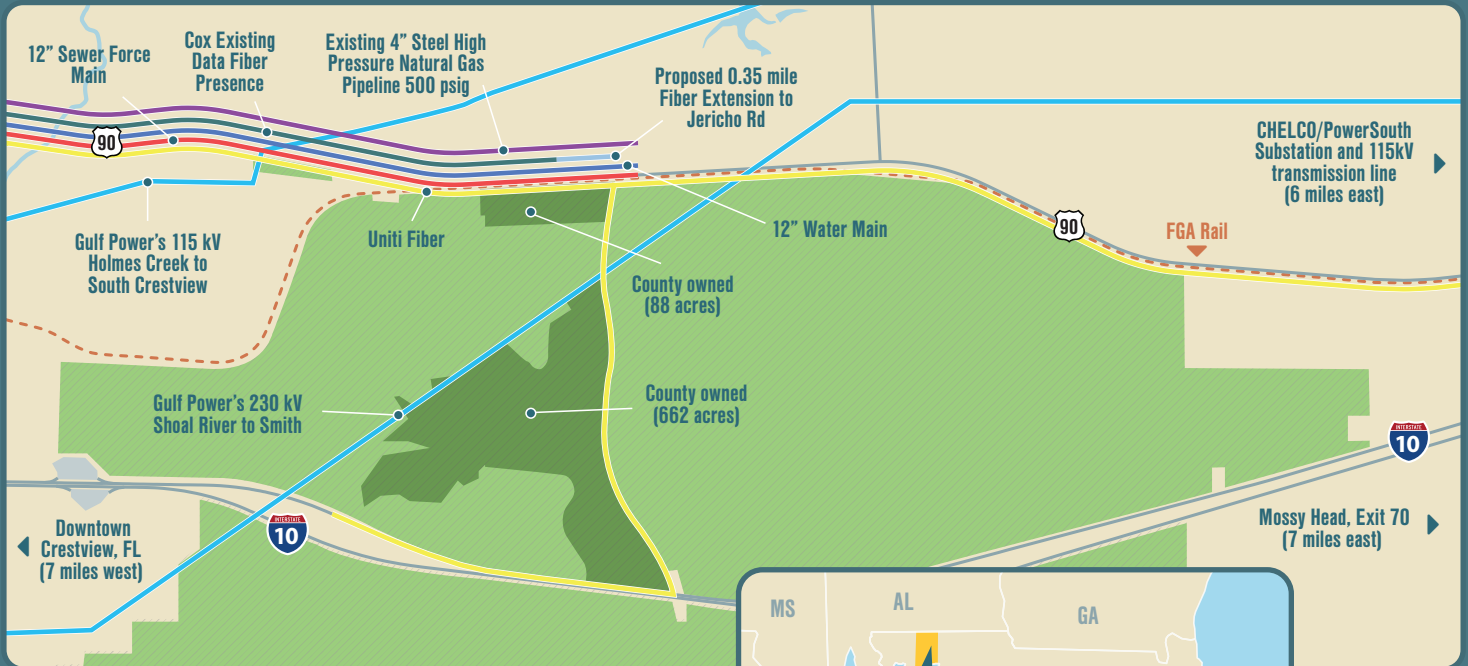 12” Sewer Force
Main
Cox Existing
Data Fiber
Presence
Existing 4” Steel High
Pressure Natural Gas
Pipeline 500 psig
Proposed 0.35 mile
Fiber Extension to
Jericho Rd
CHELCO/PowerSouth
Substation and 115kV
transmission line
(6 miles east)
90
Gulf Power’s 115 kV
Holmes Creek to
South Crestview
Uniti Fiber
12” Water Main
90
FGA Rail
County owned
(88 acres)
Gulf Power’s 230 kV
Shoal River to Smith
County owned
(662 acres)
INTERSTATE
10
INTERSTATE
10
Downtown
Crestview, FL
(7 miles west)
Mossy Head, Exit 70
(7 miles east)
MS
AL
GA